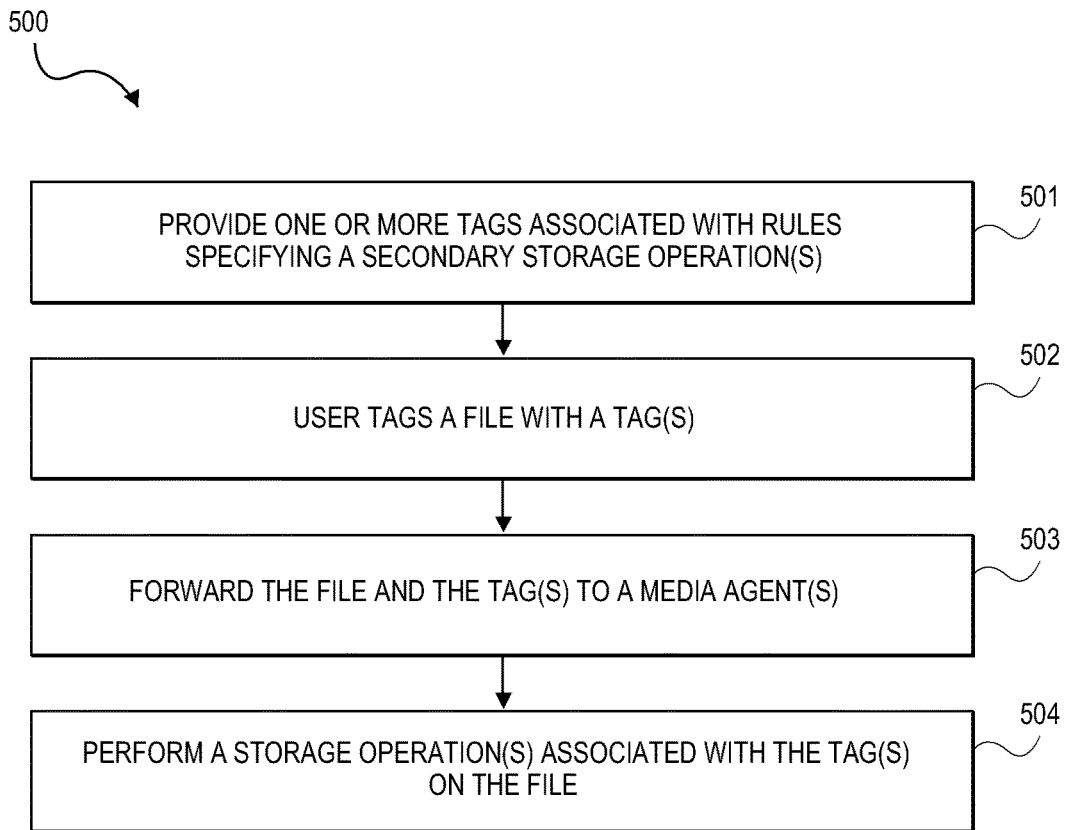 500
PROVIDE ONE OR MORE TAGS ASSOCIATED WITH RULES
SPECIFYING A SECONDARY STORAGE OPERATION(S)
501
USER TAGS A FILE WITH A TAG(S)
502
FORWARD THE FILE AND THE TAG(S) TO A MEDIA AGENT(S)
503
PERFORM A STORAGE OPERATION(S) ASSOCIATED WITH THE TAG(S)
ON THE FILE
504